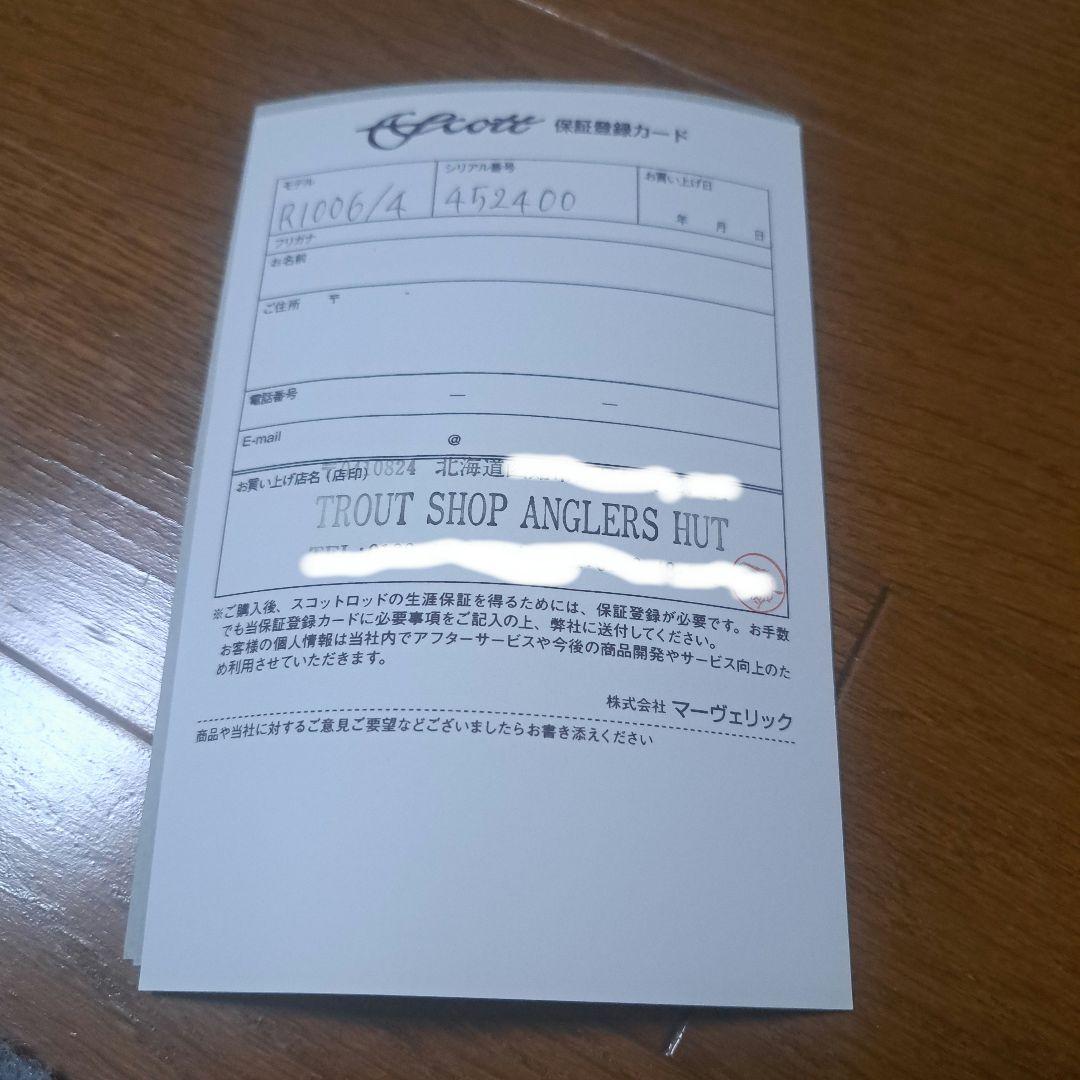 Scott 保証登録カード
モデル シリアル番号 お買い上げ日
R1006/4 452400 年 月 日
フリガナ
お名前
ご住所 〒 -
電話番号 — —
E-mail @
〒0710824 北海道
お買い上げ店名(店印)
TROUT SHOP ANGLERS HUT
TEL:
※ご購入後、スコットロッドの生涯保証を得るためには、保証登録が必要です。お手数
でも当保証登録カードに必要事項をご記入の上、弊社に送付してください。
お客様の個人情報は当社内でアフターサービスや今後の商品開発やサービス向上のた
め利用させていただきます。
株式会社 マーヴェリック
商品や当社に対するご意見ご要望などございましたらお書き添えください